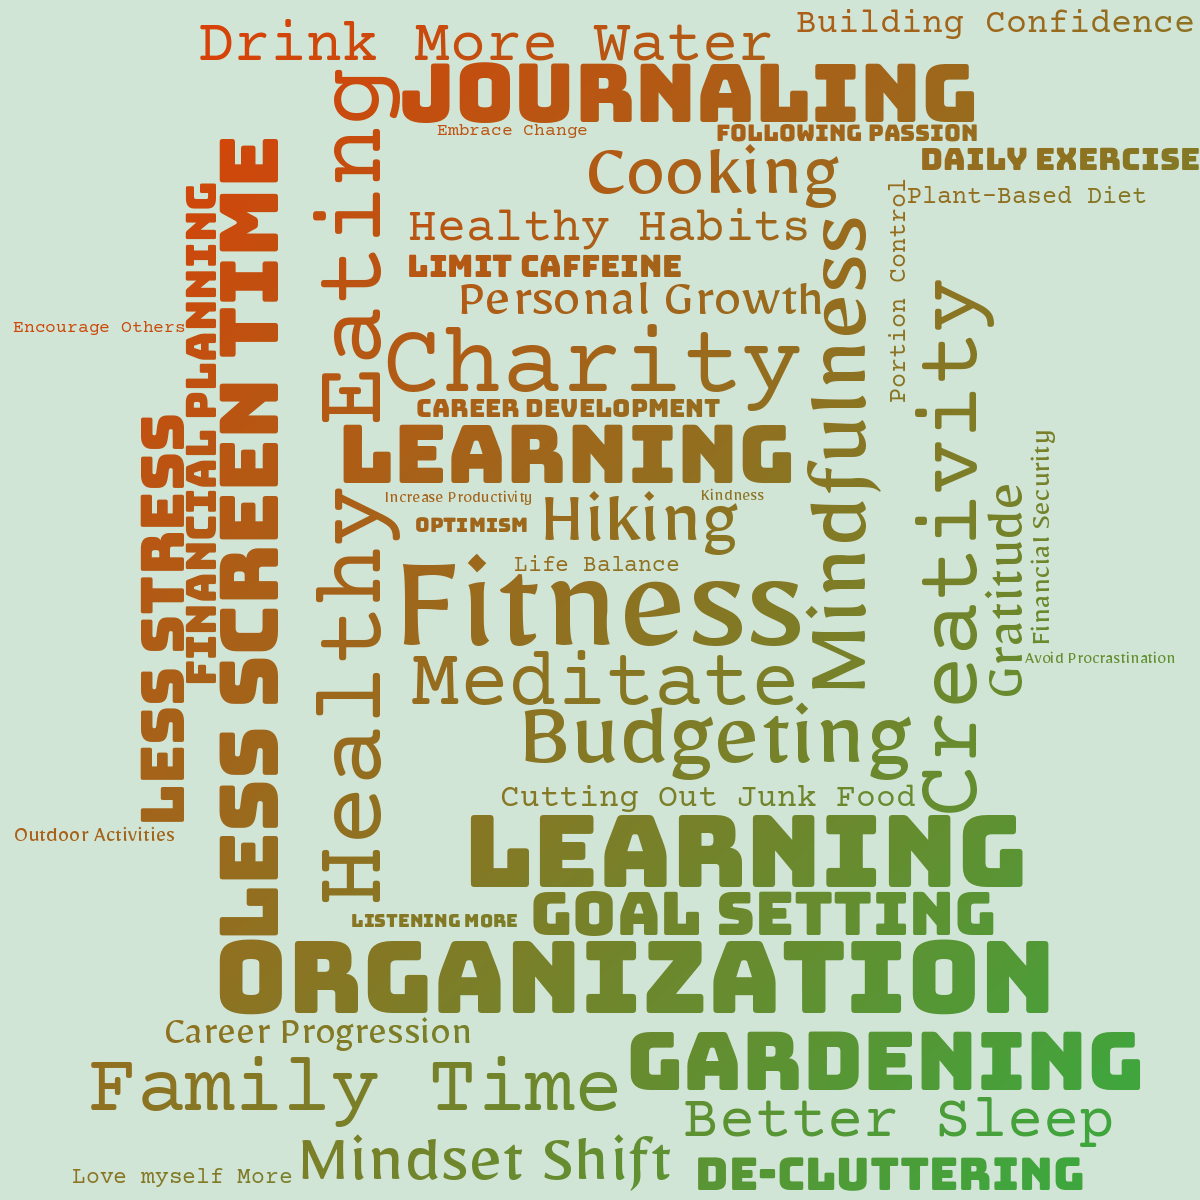 Building Confidence
Drink More Water
JOURNALING
Embrace Change
FOLLOWING PASSION
DAILY EXERCISE
Cooking
Plant-Based Diet
Healthy Habits
LIMIT CAFFEINE
Personal Growth
Portion Control
Encourage Others
Charity
CAREER DEVELOPMENT
LEARNING
Increase Productivity
Kindness
OPTIMISM
Hiking
Life Balance
Fitness
Mindfulness
Creativity
Gratitude
Financial Security
Avoid Procrastination
LESS STRESS
FINANCIAL PLANNING
LESS SCREEN TIME
Healthy Eating
Meditate
Budgeting
Cutting Out Junk Food
Outdoor Activities
LEARNING
LISTENING MORE
GOAL SETTING
ORGANIZATION
Career Progression
GARDENING
Family Time
Better Sleep
Mindset Shift
Love myself More
DE-CLUTTERING